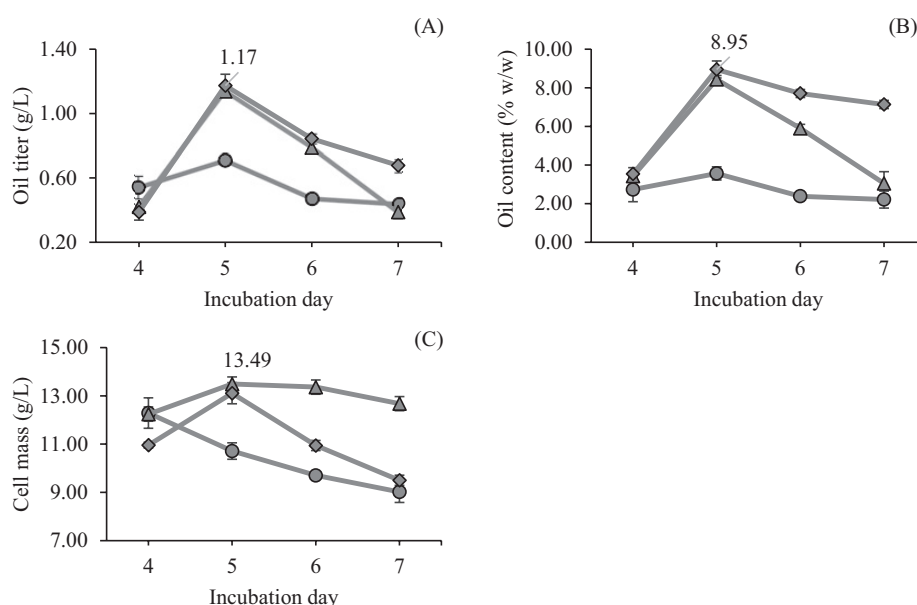 (A)
1.40
1.00
0.60
0.20
Oil titer (g/L)
1.17
4 5 6 7
Incubation day
(B)
10.00
8.00
6.00
4.00
2.00
0.00
Oil content (% w/w)
8.95
4 5 6 7
Incubation day
(C)
15.00
13.00
11.00
9.00
7.00
Cell mass (g/L)
13.49
4 5 6 7
Incubation day